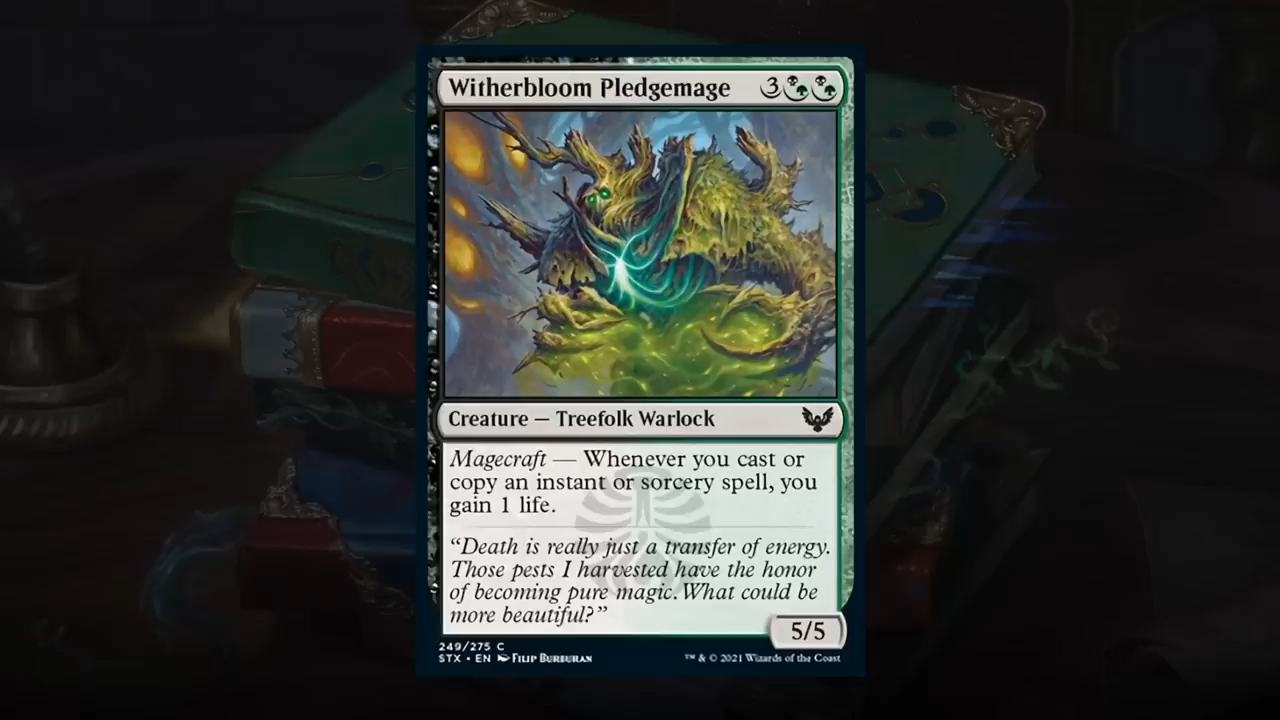 Witherbloom Pledgemage 3
Creature — Treefolk Warlock
Magecraft — Whenever you cast or
copy an instant or sorcery spell, you
gain 1 life.
“Death is really just a transfer of energy.
Those pests I harvested have the honor
of becoming pure magic. What could be
more beautiful?”
5/5
249/275 C
STX • EN Filip Burburan
™ & © 2021 Wizards of the Coast